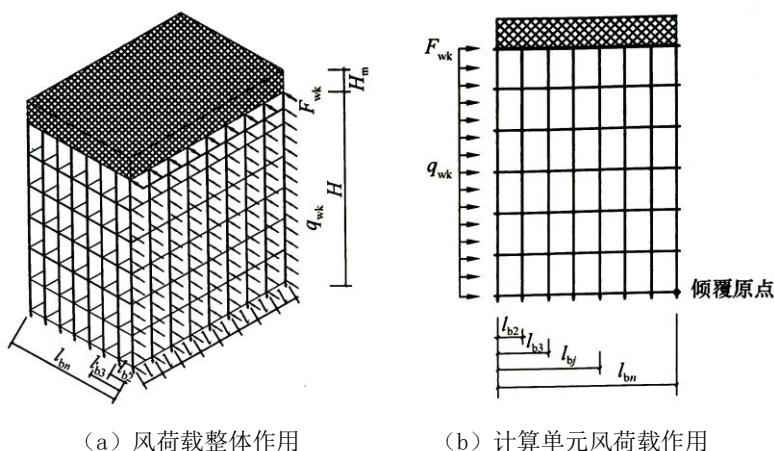 F_wk
H_m
H
q_wk
l_bn
l_b3
l_b2
(a) 风荷载整体作用
F_wk
q_wk
倾覆原点
l_b2
l_b3
l_bj
l_bn
(b) 计算单元风荷载作用